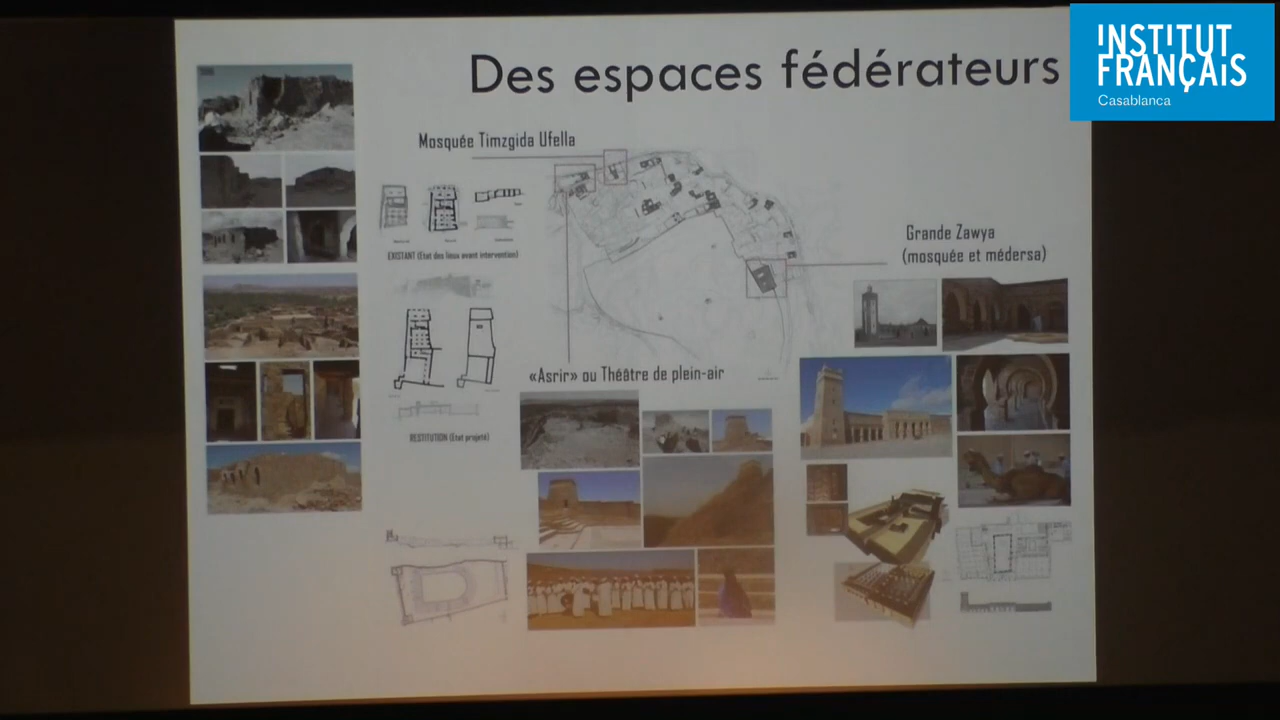 Des espaces fédérateurs
INSTITUT
FRANÇAIS
Casablanca
Mosquée Timzgida Ufella
EXISTANT (Etat des lieux avant intervention)
Grande Zawya
(mosquée et médersa)
«Asrir» ou Théâtre de plein-air
RESTITUTION (Etat projeté)